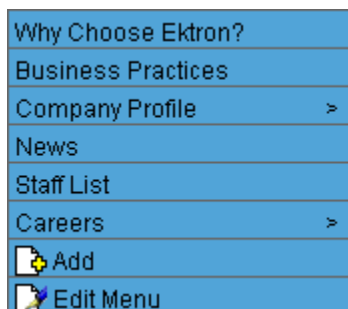 Why Choose Ektron?
Business Practices
Company Profile >
News
Staff List
Careers >
Add
Edit Menu